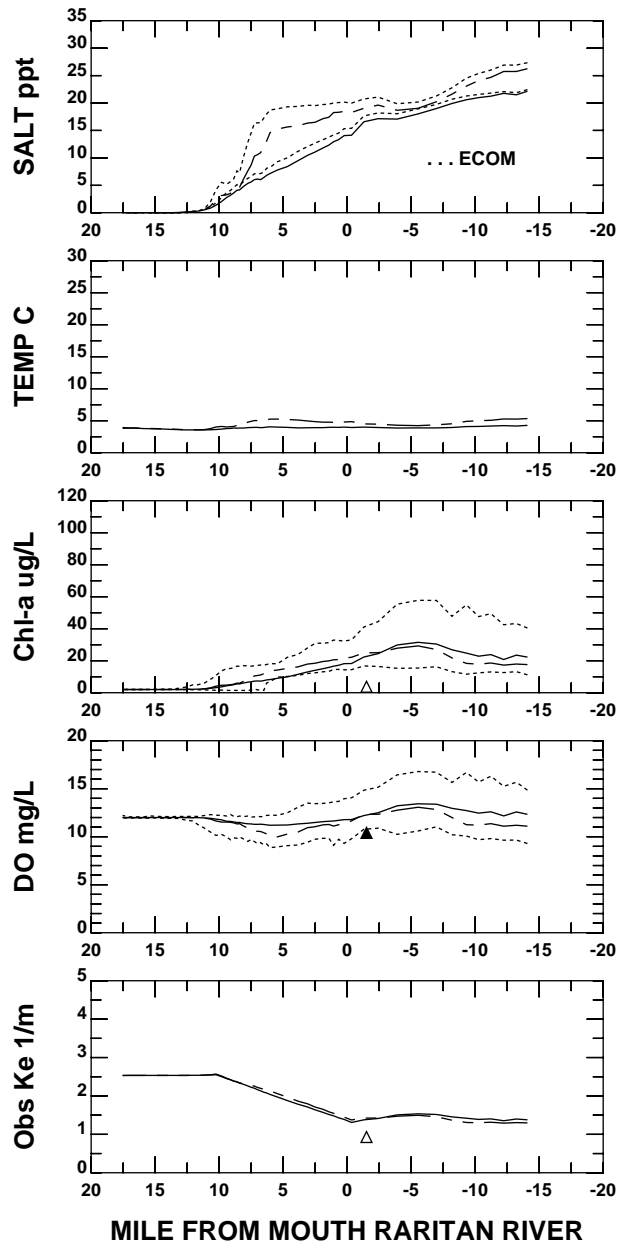 SALT ppt
35
30
25
20
15
10
5
0
. . . ECOM
20 15 10 5 0 -5 -10 -15 -20
TEMP C
30
25
20
15
10
5
0
20 15 10 5 0 -5 -10 -15 -20
Chl-a ug/L
120
100
80
60
40
20
0
20 15 10 5 0 -5 -10 -15 -20
DO mg/L
20
15
10
5
0
20 15 10 5 0 -5 -10 -15 -20
Obs Ke 1/m
5
4
3
2
1
0
20 15 10 5 0 -5 -10 -15 -20
MILE FROM MOUTH RARITAN RIVER